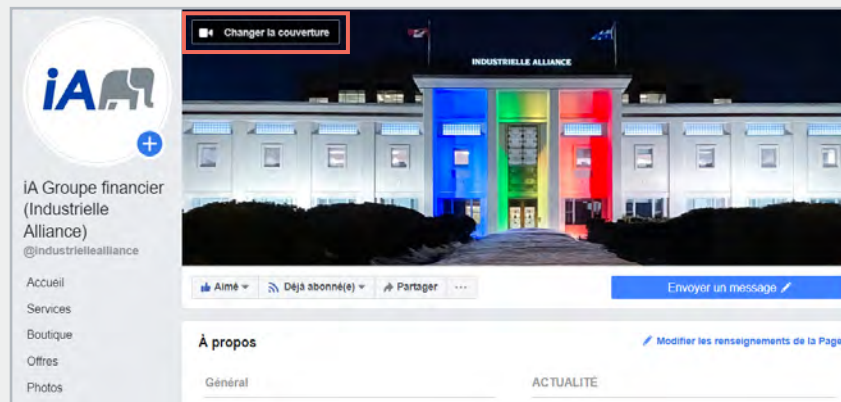 Changer la couverture
INDUSTRIELLE ALLIANCE
iA
iA Groupe financier
(Industrielle
Alliance)
@industriellealliance
Accueil
Services
Boutique
Offres
Photos
Aimé
Déjà abonné(e)
Partager
...
Envoyer un message
À propos
Modifier les renseignements de la Page
Général
ACTUALITÉ